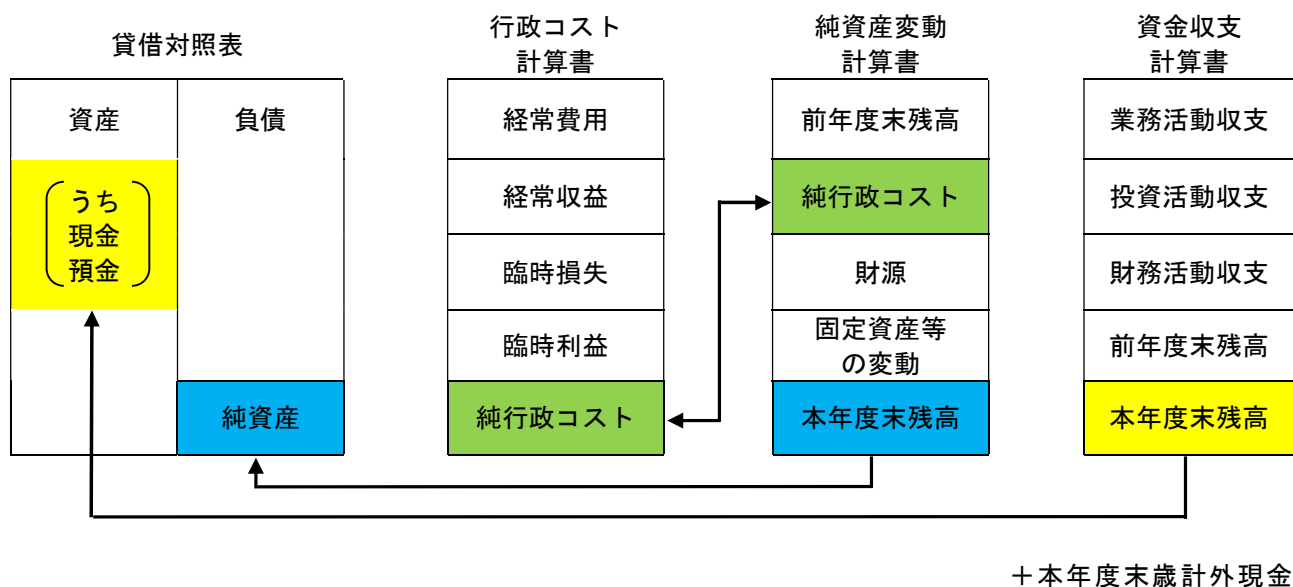 貸借対照表
行政コスト
計算書
純資産変動
計算書
資金収支
計算書
資産
負債
うち
現金
預金
純資産
経常費用
経常収益
臨時損失
臨時利益
純行政コスト
前年度末残高
純行政コスト
財源
固定資産等
の変動
本年度末残高
業務活動収支
投資活動収支
財務活動収支
前年度末残高
本年度末残高
＋本年度末歳計外現金